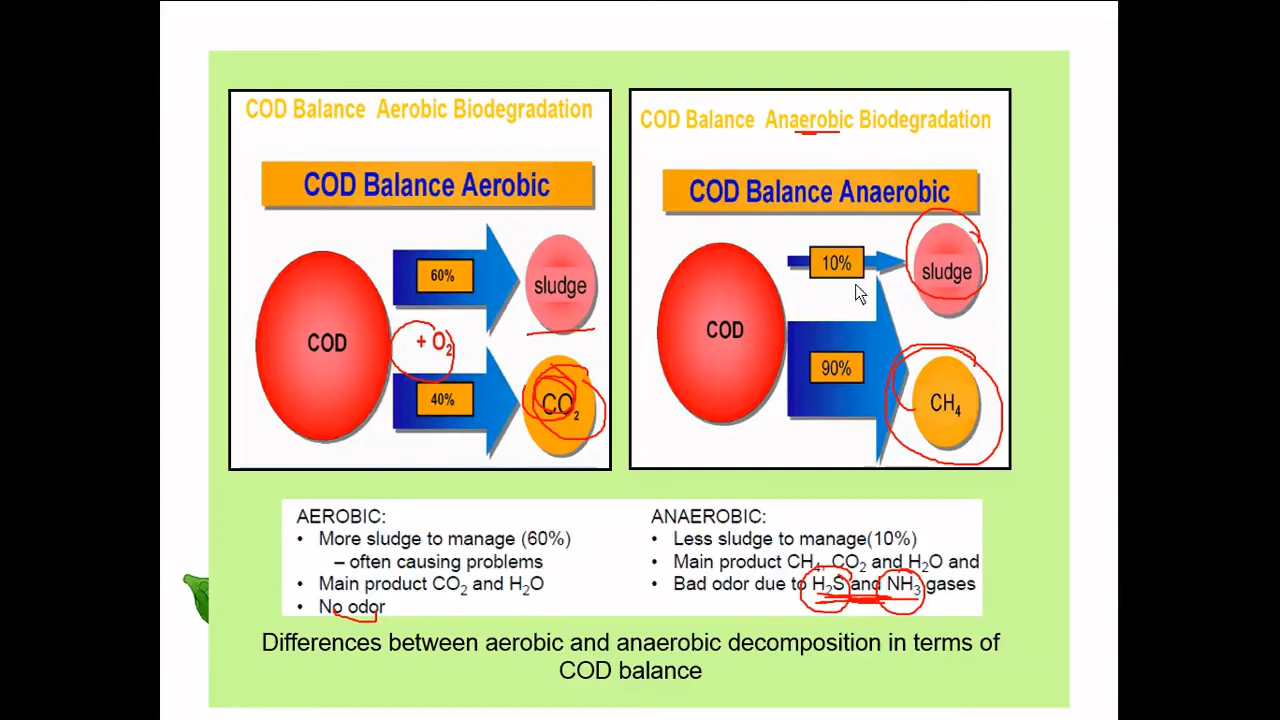 COD Balance Aerobic Biodegradation
COD Balance Aerobic
COD
60%
sludge
+ O₂
40%
CO₂
COD Balance Anaerobic Biodegradation
COD Balance Anaerobic
COD
10%
sludge
90%
CH₄
AEROBIC:
• More sludge to manage (60%)
– often causing problems
• Main product CO₂ and H₂O
• No odor
ANAEROBIC:
• Less sludge to manage(10%)
• Main product CH₄, CO₂ and H₂O and
• Bad odor due to H₂S and NH₃ gases
Differences between aerobic and anaerobic decomposition in terms of
COD balance